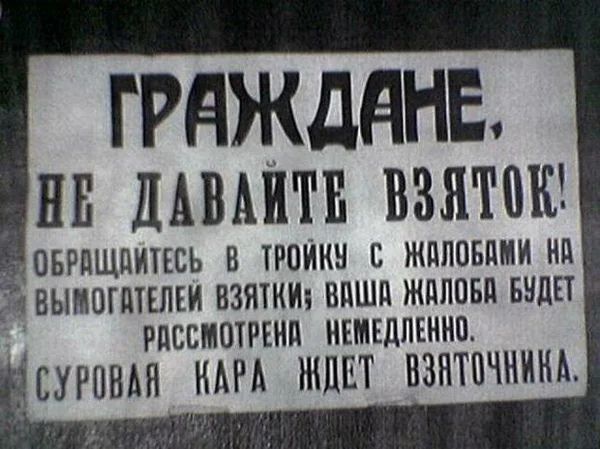 ГРАЖДАНЕ,
НЕ ДАВАЙТЕ ВЗЯТОК!
ОБРАЩАЙТЕСЬ В ТРОЙКУ С ЖАЛОБАМИ НА
ВЫМОГАТЕЛЕЙ ВЗЯТКИ; ВАША ЖАЛОБА БУДЕТ
РАССМОТРЕНА НЕМЕДЛЕННО.
СУРОВАЯ КАРА ЖДЕТ ВЗЯТОЧНИКА.